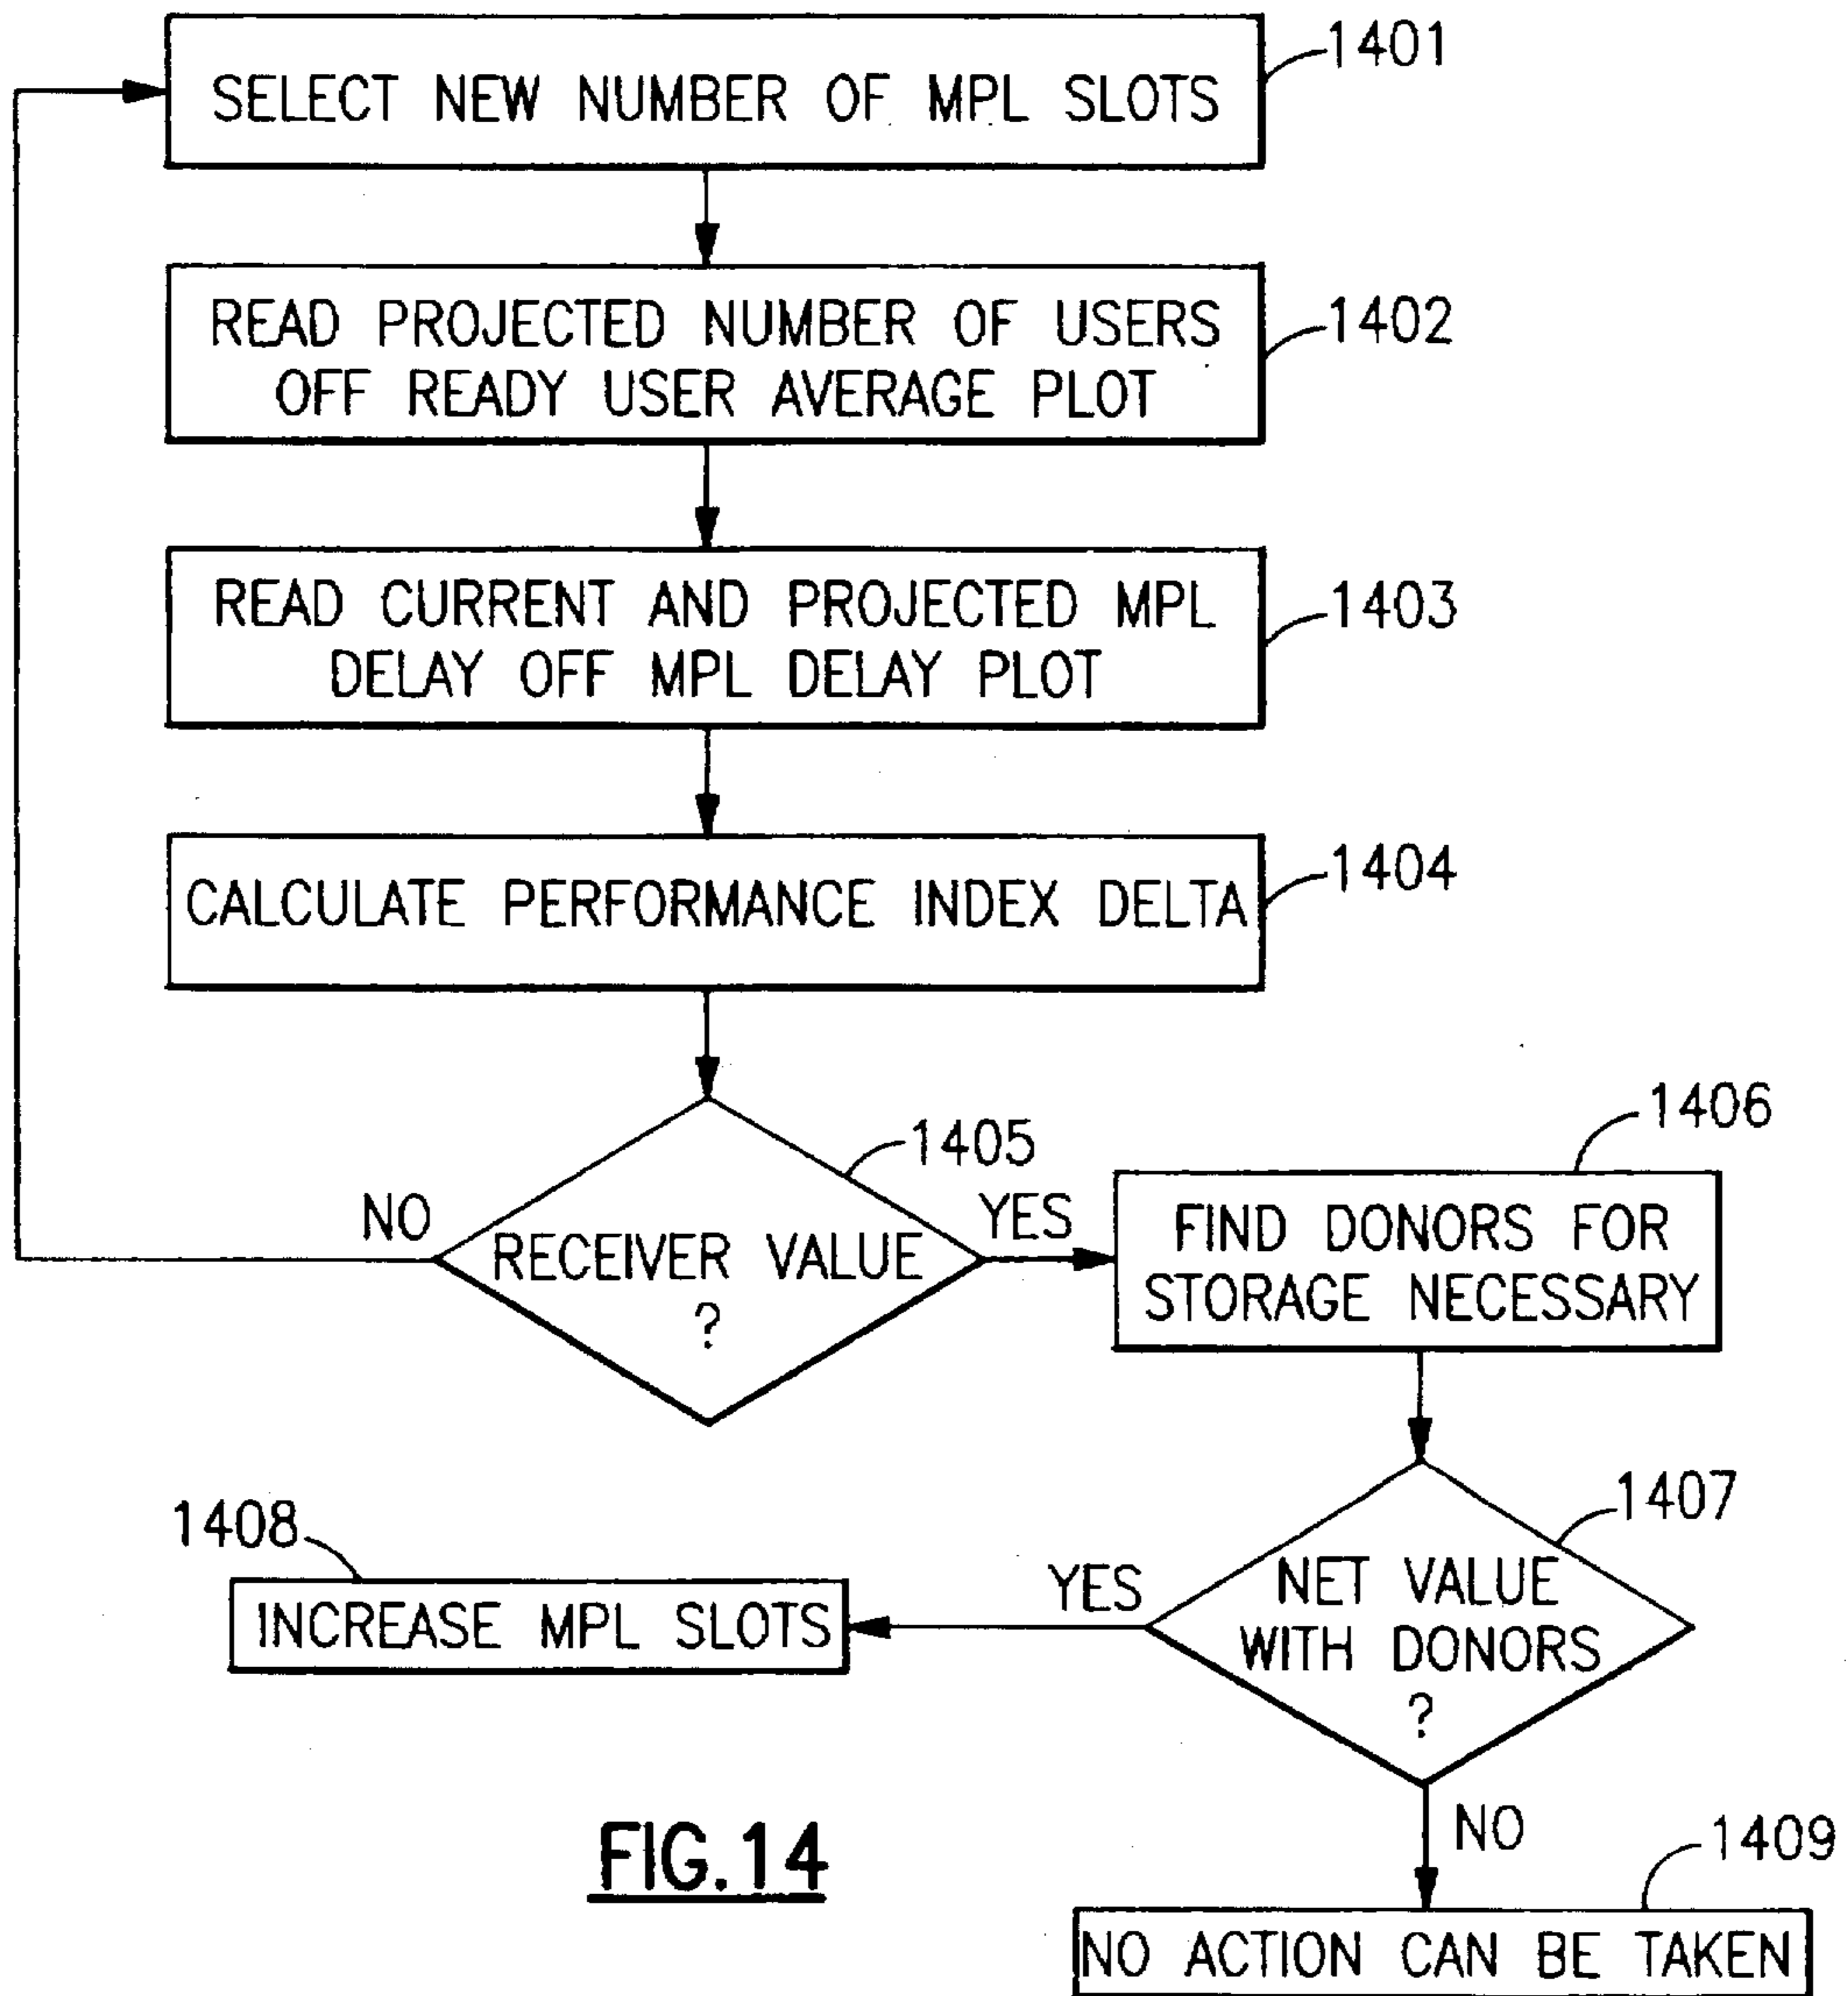 SELECT NEW NUMBER OF MPL SLOTS
1401
READ PROJECTED NUMBER OF USERS
OFF READY USER AVERAGE PLOT
1402
READ CURRENT AND PROJECTED MPL
DELAY OFF MPL DELAY PLOT
1403
CALCULATE PERFORMANCE INDEX DELTA
1404
1405
RECEIVER VALUE
?
NO
YES
1406
FIND DONORS FOR
STORAGE NECESSARY
1407
NET VALUE
WITH DONORS
?
YES
1408
INCREASE MPL SLOTS
NO
1409
NO ACTION CAN BE TAKEN
FIG.14